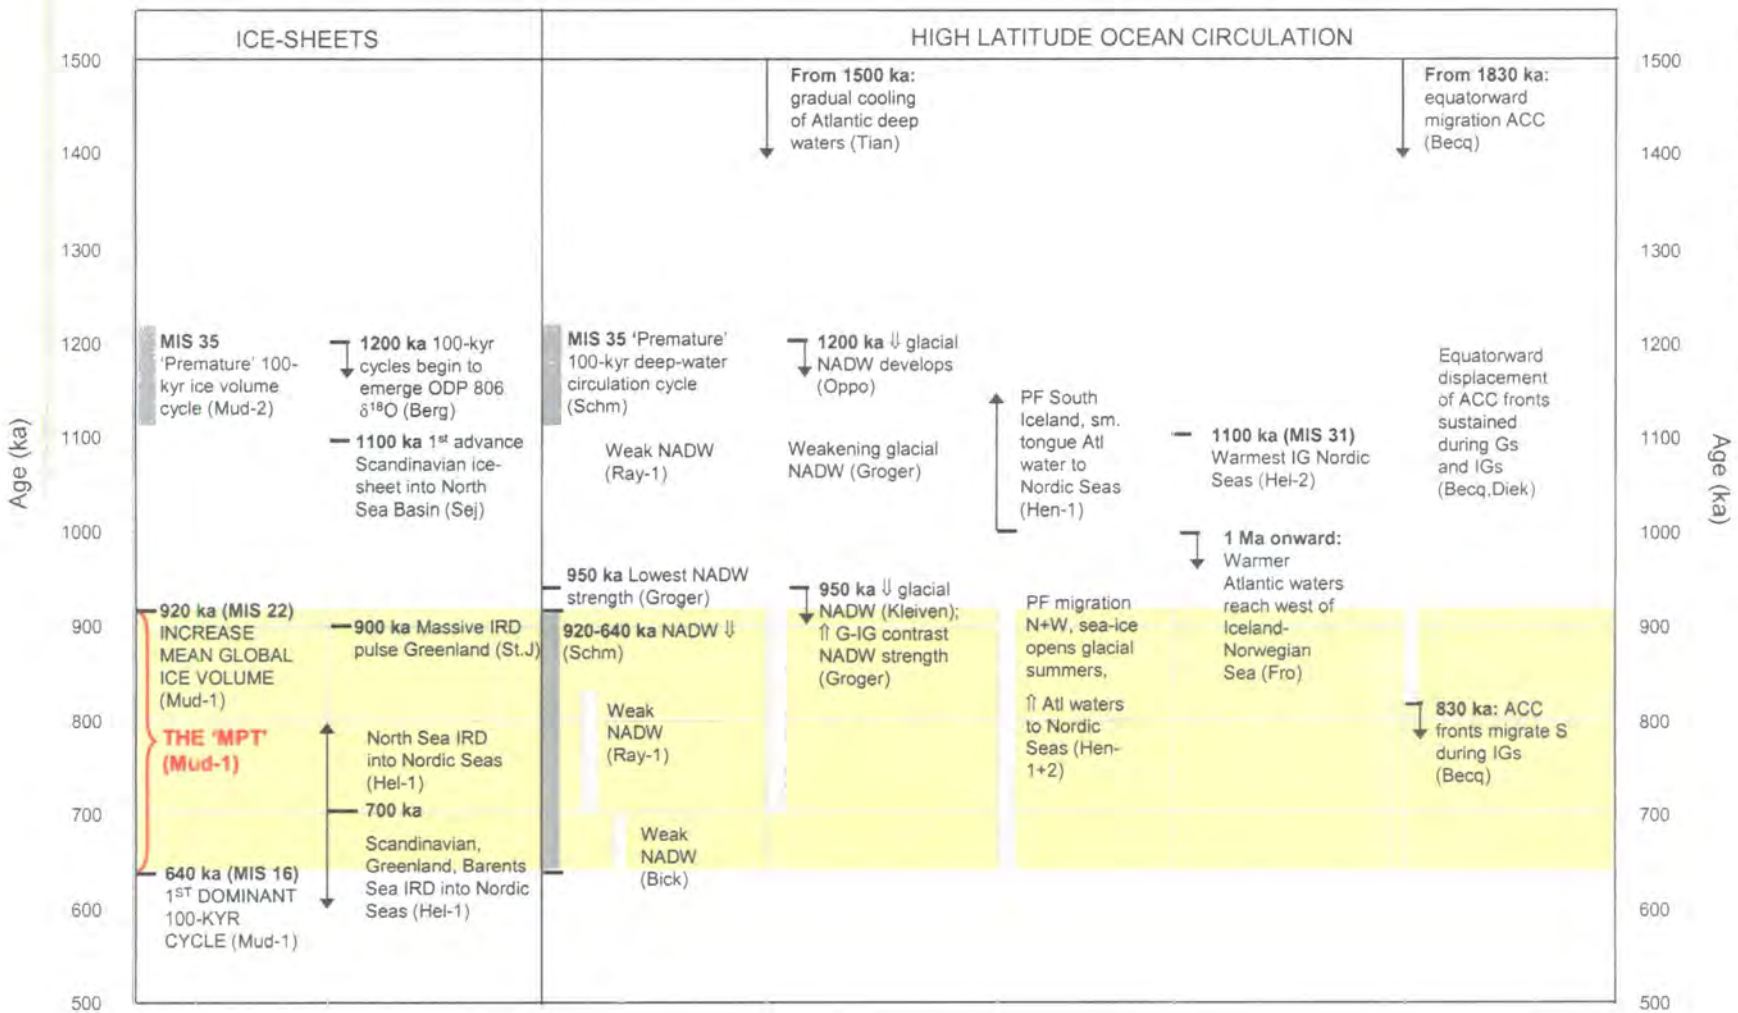 ICE-SHEETS
HIGH LATITUDE OCEAN CIRCULATION
Age (ka)
1500
1400
1300
1200
1100
1000
900
800
700
600
500
MIS 35
'Premature' 100-
kyr ice volume
cycle (Mud-2)
920 ka (MIS 22)
INCREASE
MEAN GLOBAL
ICE VOLUME
(Mud-1)
THE 'MPT'
(Mud-1)
640 ka (MIS 16)
1ST DOMINANT
100-KYR
CYCLE (Mud-1)
1200 ka 100-kyr
cycles begin to
emerge ODP 806
δ18O (Berg)
1100 ka 1st advance
Scandinavian ice-
sheet into North
Sea Basin (Sej)
900 ka Massive IRD
pulse Greenland (St.J)
North Sea IRD
into Nordic Seas
(Hel-1)
700 ka
Scandinavian,
Greenland, Barents
Sea IRD into Nordic
Seas (Hel-1)
MIS 35 'Premature'
100-kyr deep-water
circulation cycle
(Schm)
Weak NADW
(Ray-1)
950 ka Lowest NADW
strength (Groger)
920-640 ka NADW ⇓
(Schm)
Weak
NADW
(Ray-1)
Weak
NADW
(Bick)
From 1500 ka:
gradual cooling
of Atlantic deep
waters (Tian)
1200 ka ⇓ glacial
NADW develops
(Oppo)
Weakening glacial
NADW (Groger)
950 ka ⇓ glacial
NADW (Kleiven);
⇑ G-IG contrast
NADW strength
(Groger)
PF South
Iceland, sm.
tongue Atl
water to
Nordic Seas
(Hen-1)
PF migration
N+W, sea-ice
opens glacial
summers,
⇑ Atl waters
to Nordic
Seas (Hen-
1+2)
1100 ka (MIS 31)
Warmest IG Nordic
Seas (Hel-2)
1 Ma onward:
Warmer
Atlantic waters
reach west of
Iceland-
Norwegian
Sea (Fro)
From 1830 ka:
equatorward
migration ACC
(Becq)
Equatorward
displacement
of ACC fronts
sustained
during Gs
and IGs
(Becq,Diek)
830 ka: ACC
fronts migrate S
during IGs
(Becq)
1500
1400
1300
1200
1100
1000
900
800
700
600
500
Age (ka)